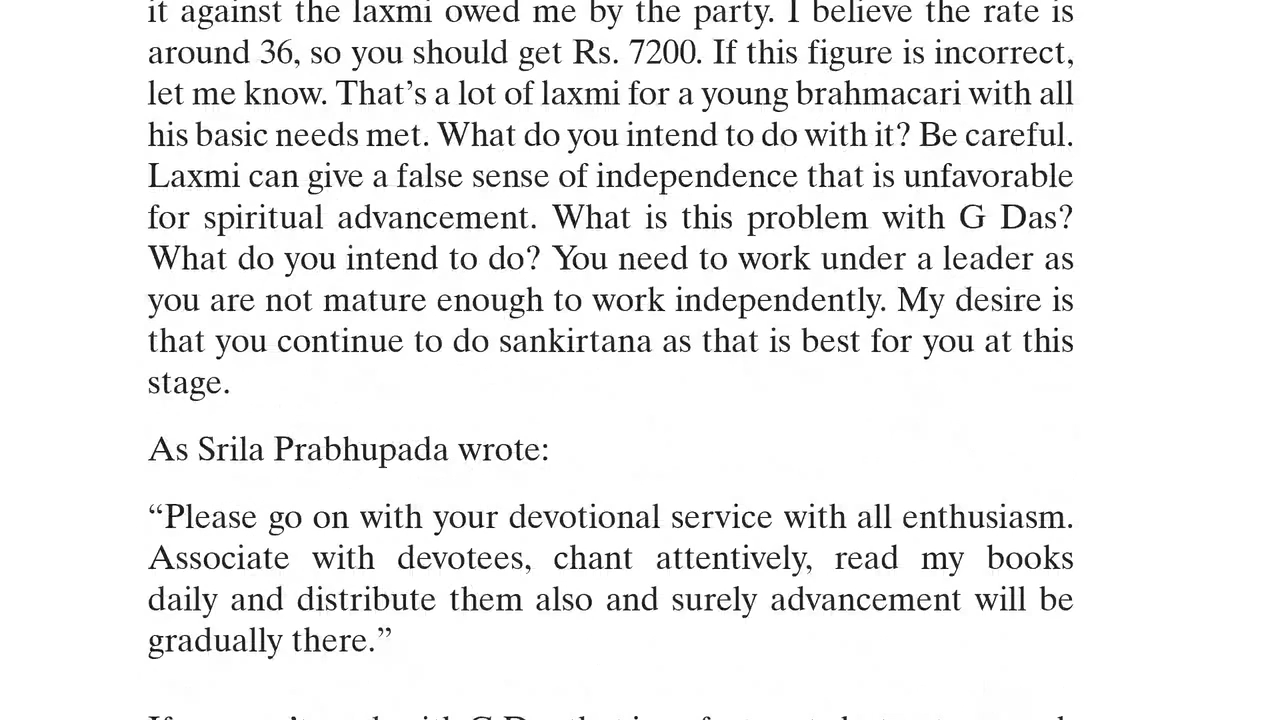 it against the laxmi owed me by the party. I believe the rate is
around 36, so you should get Rs. 7200. If this figure is incorrect,
let me know. That’s a lot of laxmi for a young brahmacari with all
his basic needs met. What do you intend to do with it? Be careful.
Laxmi can give a false sense of independence that is unfavorable
for spiritual advancement. What is this problem with G Das?
What do you intend to do? You need to work under a leader as
you are not mature enough to work independently. My desire is
that you continue to do sankirtana as that is best for you at this
stage.
As Srila Prabhupada wrote:
“Please go on with your devotional service with all enthusiasm.
Associate with devotees, chant attentively, read my books
daily and distribute them also and surely advancement will be
gradually there.”